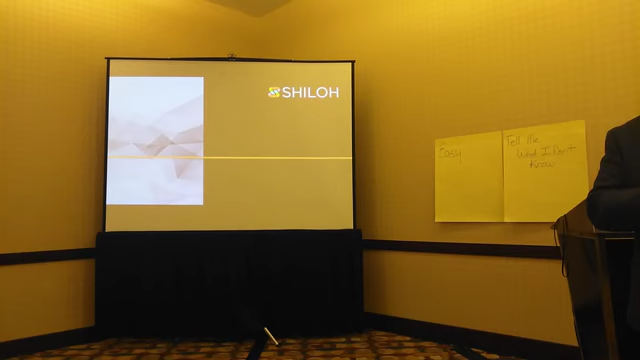 SHILOH
Easy
Tell Me
What I Don't
Know